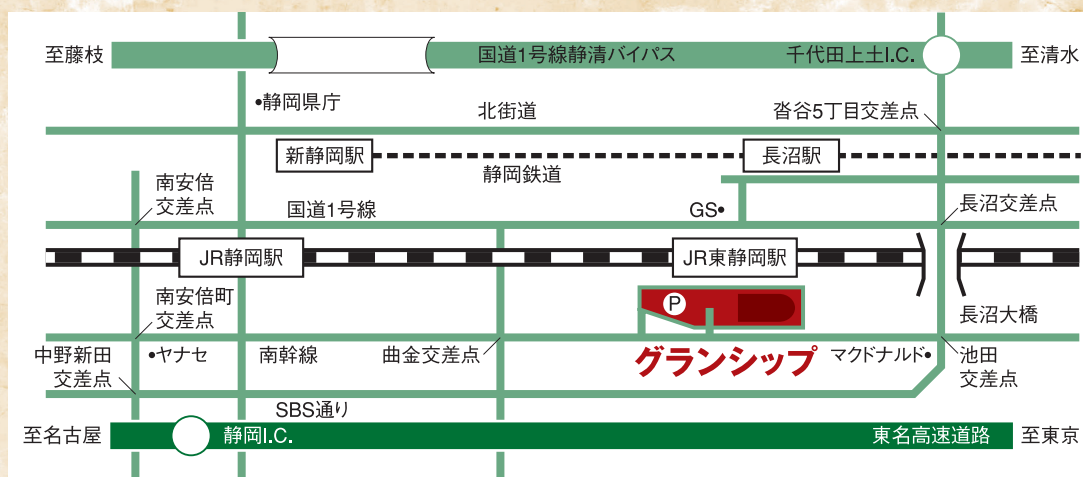 至藤枝
国道1号線静清バイパス
千代田上土I.C.
至清水
•静岡県庁
北街道
沓谷5丁目交差点
新静岡駅
長沼駅
静岡鉄道
南安倍
交差点
国道1号線
GS•
長沼交差点
JR静岡駅
JR東静岡駅
南安倍町
交差点
P
長沼大橋
中野新田
交差点
•ヤナセ
南幹線
曲金交差点
グランシップ
マクドナルド•
池田
交差点
SBS通り
至名古屋
静岡I.C.
東名高速道路
至東京